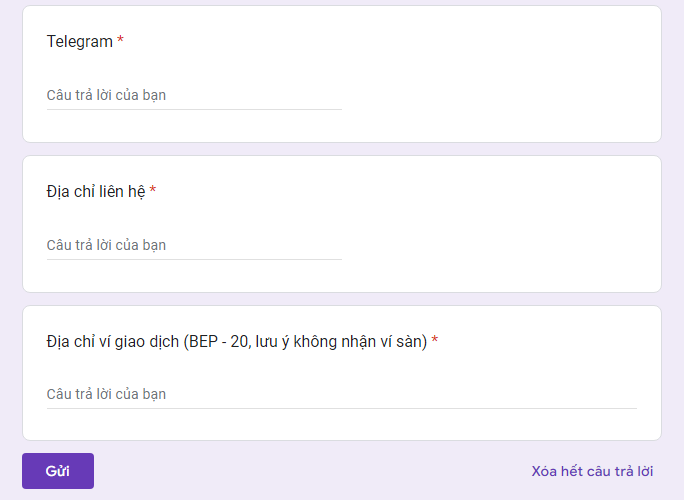 Telegram *
Câu trả lời của bạn
Địa chỉ liên hệ *
Câu trả lời của bạn
Địa chỉ ví giao dịch (BEP - 20, lưu ý không nhận ví sàn) *
Câu trả lời của bạn
Gửi
Xóa hết câu trả lời